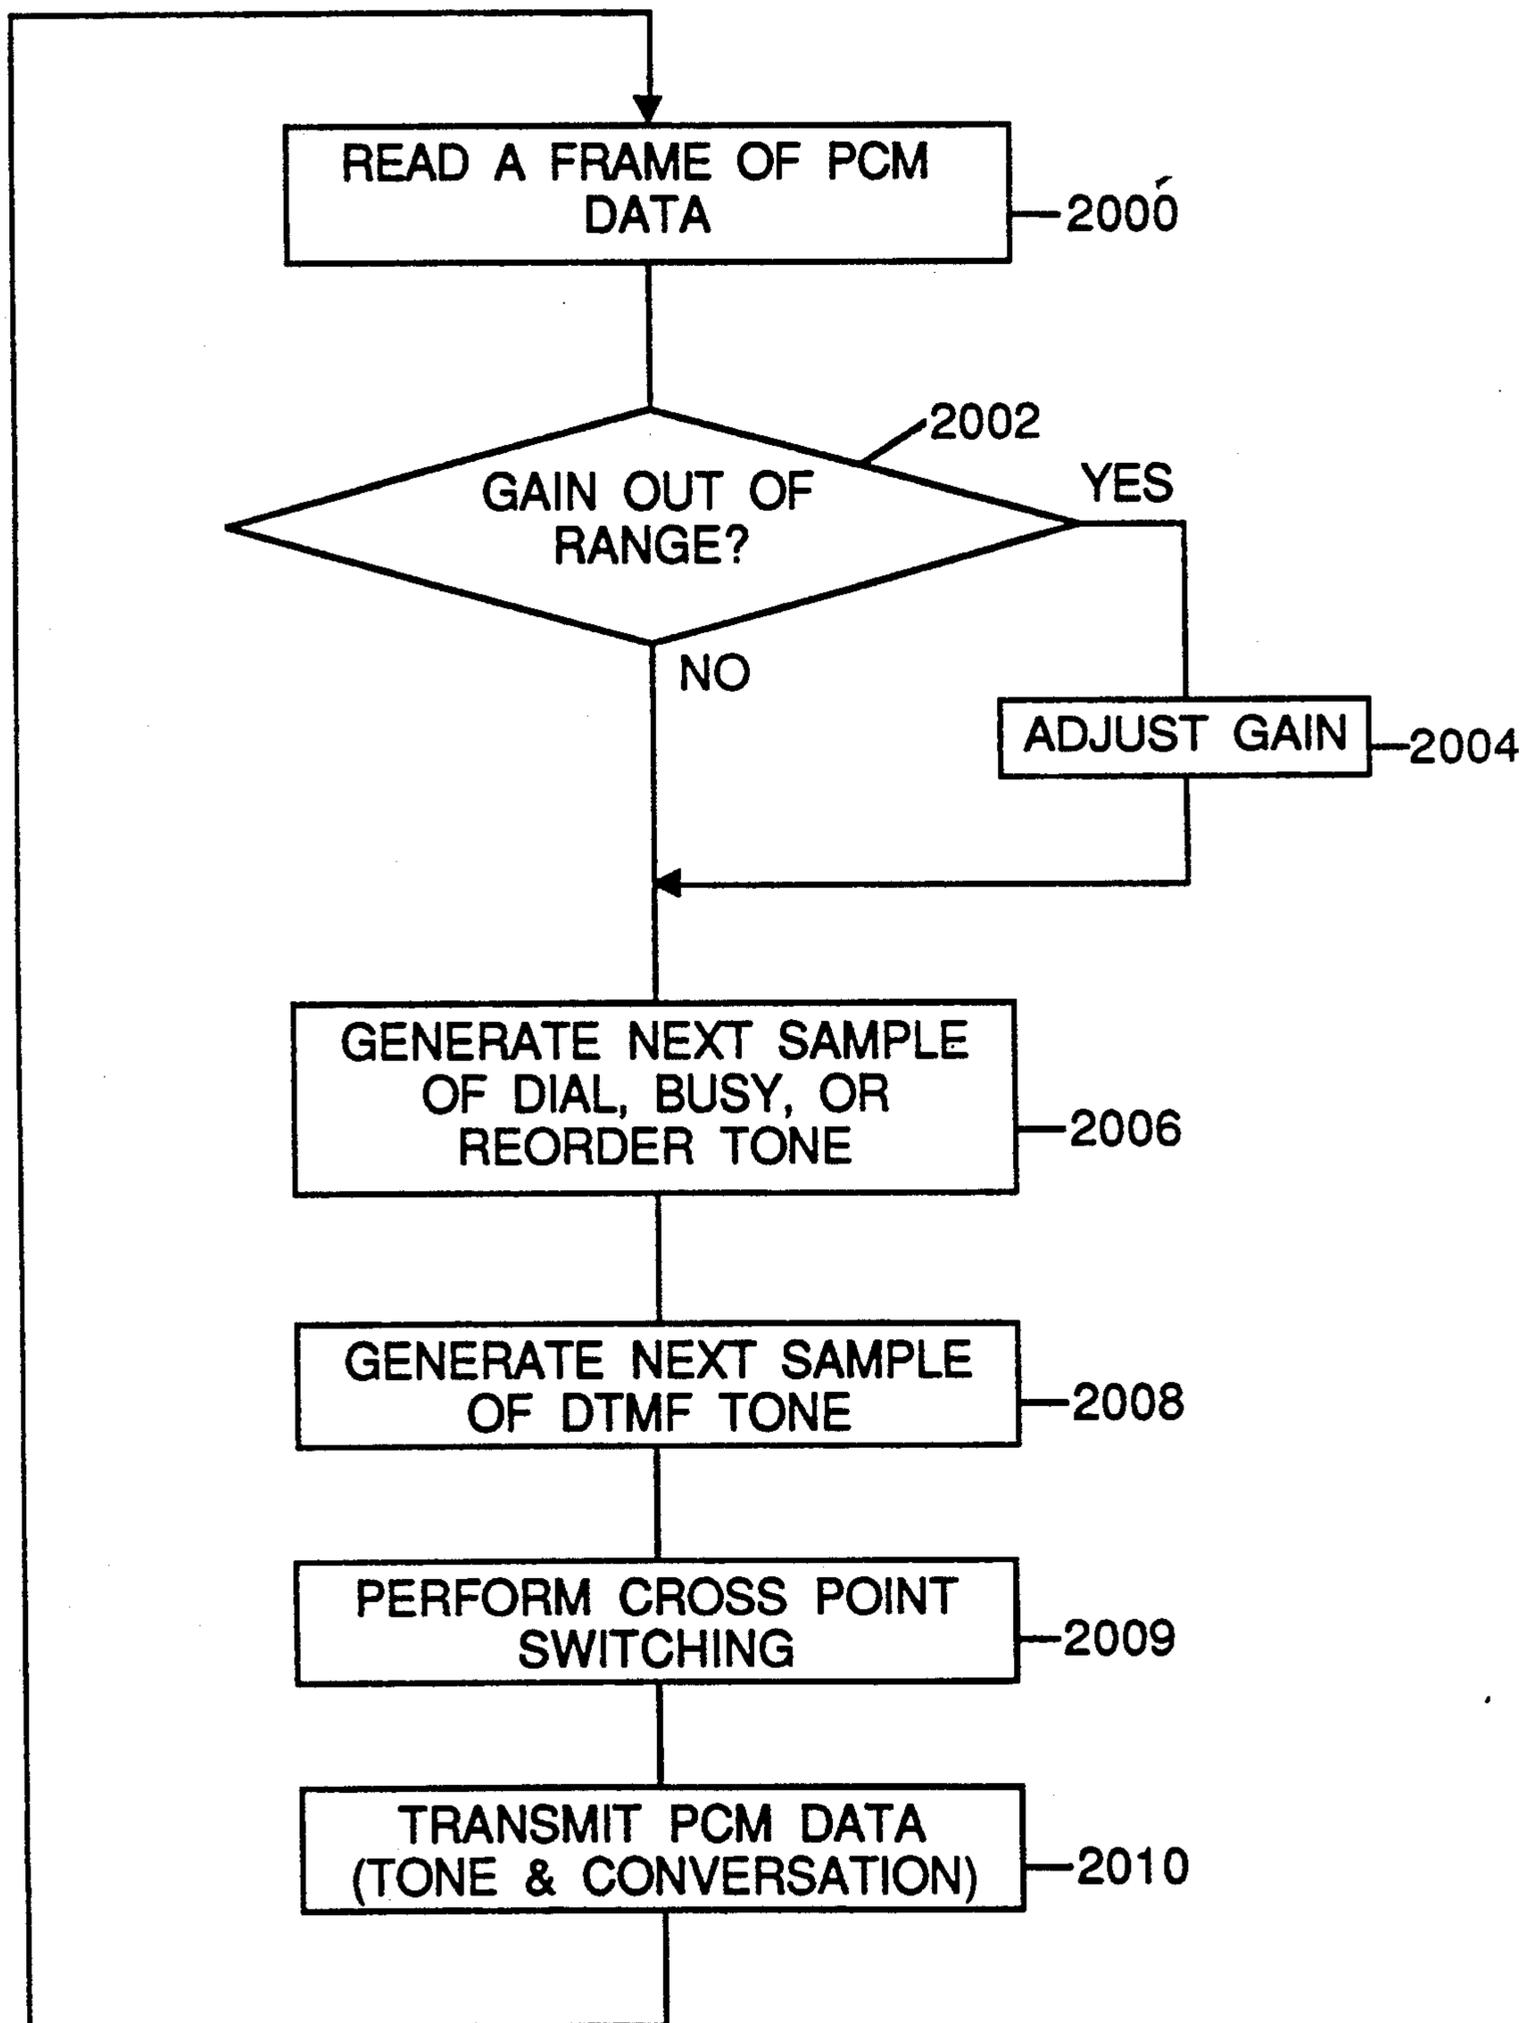 READ A FRAME OF PCM
DATA
2000
2002
GAIN OUT OF
RANGE?
YES
NO
ADJUST GAIN
2004
GENERATE NEXT SAMPLE
OF DIAL, BUSY, OR
REORDER TONE
2006
GENERATE NEXT SAMPLE
OF DTMF TONE
2008
PERFORM CROSS POINT
SWITCHING
2009
TRANSMIT PCM DATA
(TONE & CONVERSATION)
2010